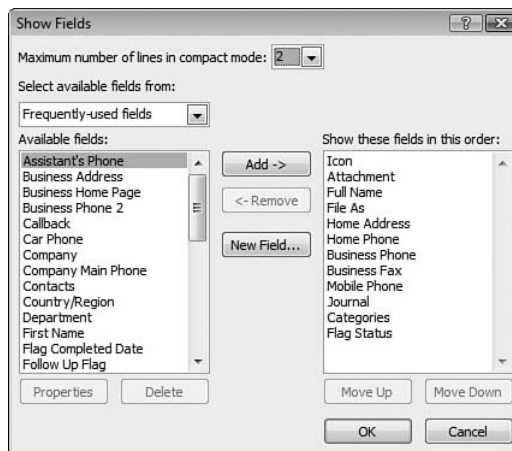 Show Fields
Maximum number of lines in compact mode: 2
Select available fields from:
Frequently-used fields
Available fields:
Assistant's Phone
Business Address
Business Home Page
Business Phone 2
Callback
Car Phone
Company
Company Main Phone
Contacts
Country/Region
Department
First Name
Flag Completed Date
Follow Up Flag
Properties
Delete
Add ->
<- Remove
New Field...
Show these fields in this order:
Icon
Attachment
Full Name
File As
Home Address
Home Phone
Business Phone
Business Fax
Mobile Phone
Journal
Categories
Flag Status
Move Up
Move Down
OK
Cancel